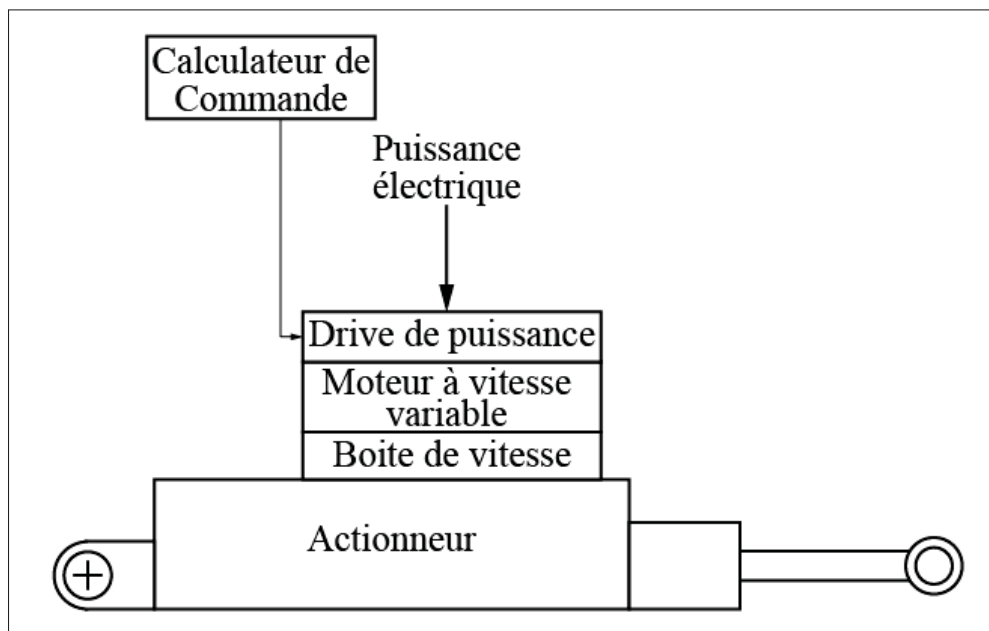 Calculateur de
Commande
Puissance
électrique
Drive de puissance
Moteur à vitesse
variable
Boite de vitesse
Actionneur